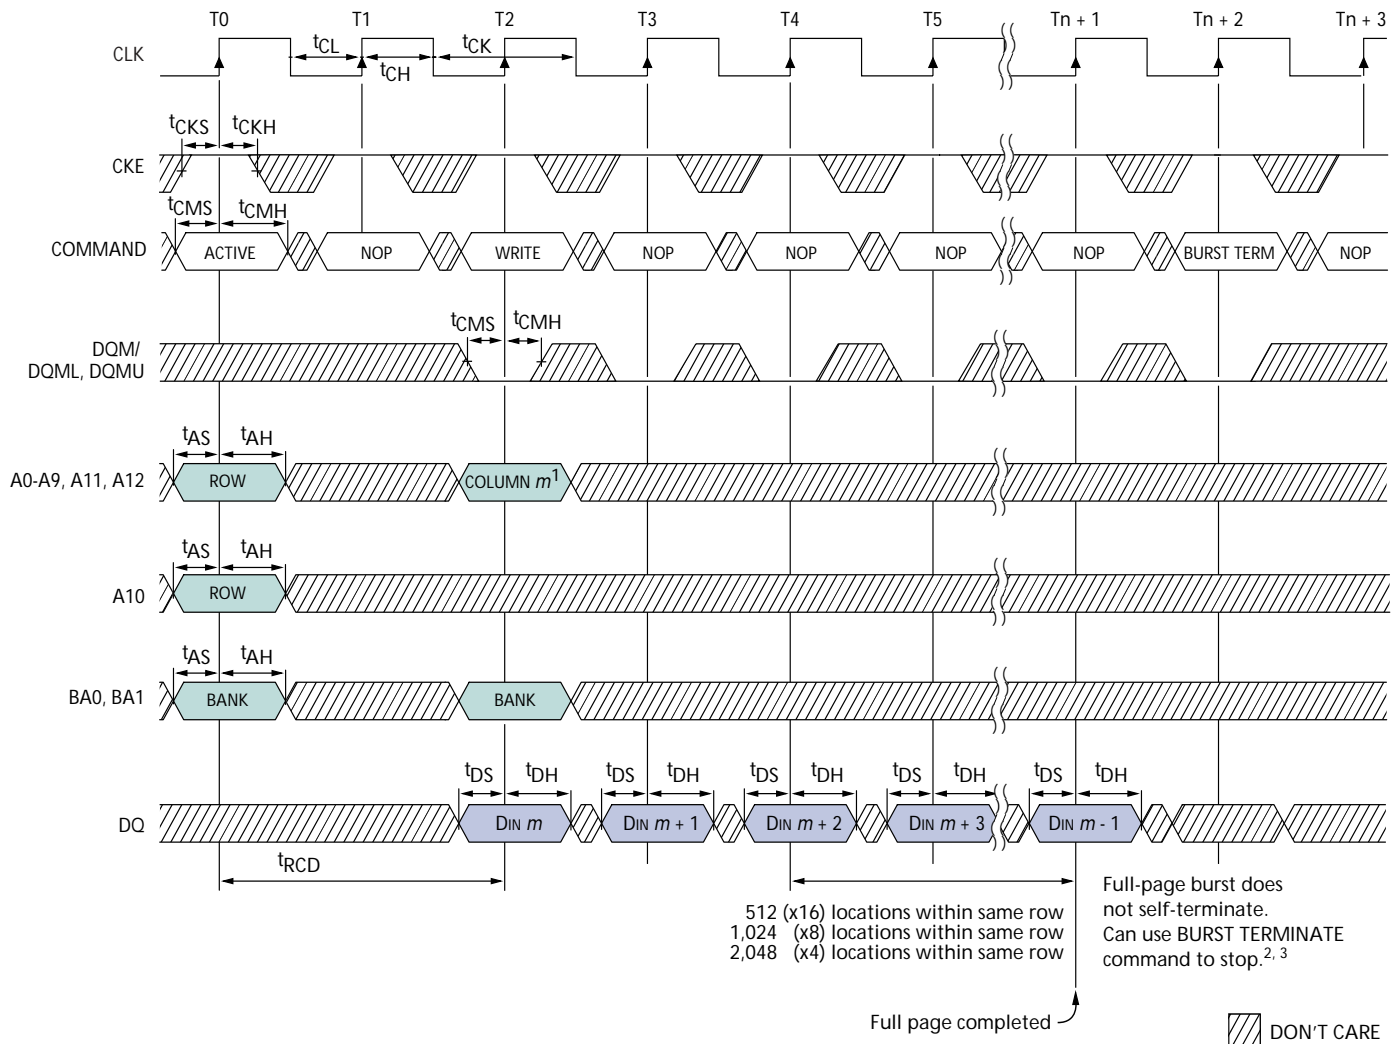 T0 T1 T2 T3 T4 T5 Tn + 1 Tn + 2 Tn + 3
CLK tCL tCH tCK
tCKS tCKH
CKE
tCMS tCMH
COMMAND ACTIVE NOP WRITE NOP NOP NOP NOP BURST TERM NOP
tCMS tCMH
DQM/
DQML, DQMU
tAS tAH
A0-A9, A11, A12 ROW COLUMN m1
tAS tAH
A10 ROW
tAS tAH
BA0, BA1 BANK BANK
tDS tDH tDS tDH tDS tDH tDS tDH tDS tDH
DQ DIN m DIN m + 1 DIN m + 2 DIN m + 3 DIN m - 1
tRCD
512 (x16) locations within same row
1,024 (x8) locations within same row
2,048 (x4) locations within same row
Full-page burst does
not self-terminate.
Can use BURST TERMINATE
command to stop.2, 3
Full page completed
DON'T CARE